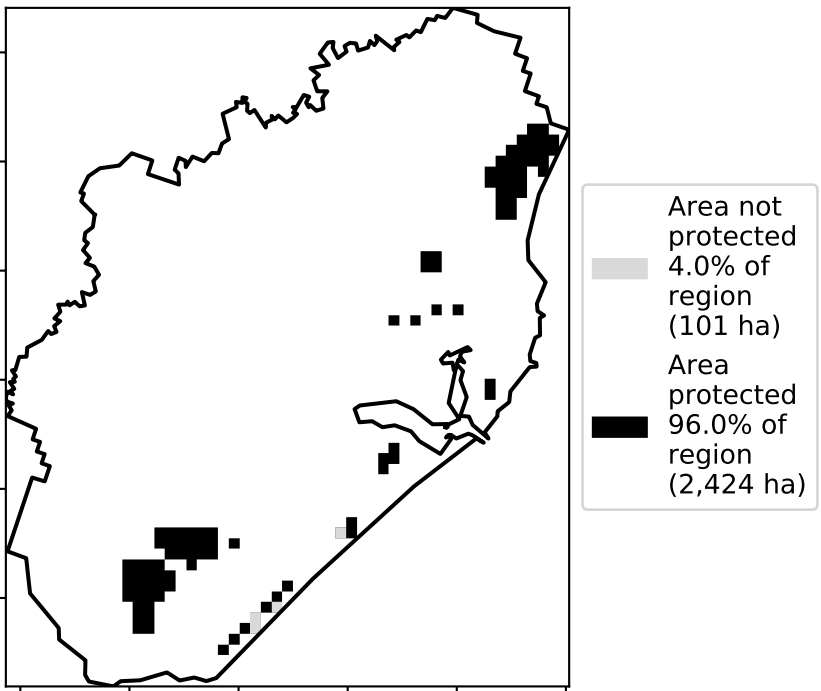 Area not
protected
4.0% of
region
(101 ha)
Area
protected
96.0% of
region
(2,424 ha)